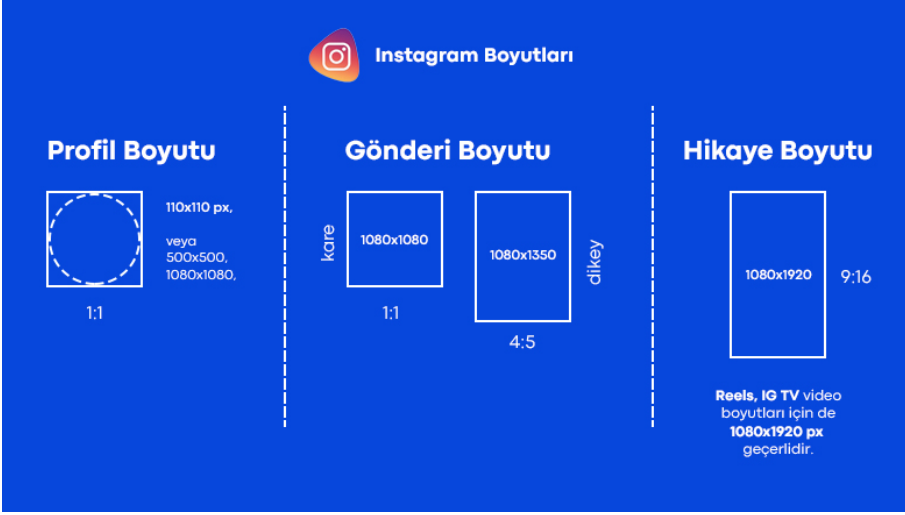 Instagram Boyutları
Profil Boyutu
110x110 px,
veya
500x500,
1080x1080,
1:1
Gönderi Boyutu
kare
1080x1080
1:1
1080x1350
dikey
4:5
Hikaye Boyutu
1080x1920
9:16
Reels, IG TV video
boyutları için de
1080x1920 px
geçerlidir.